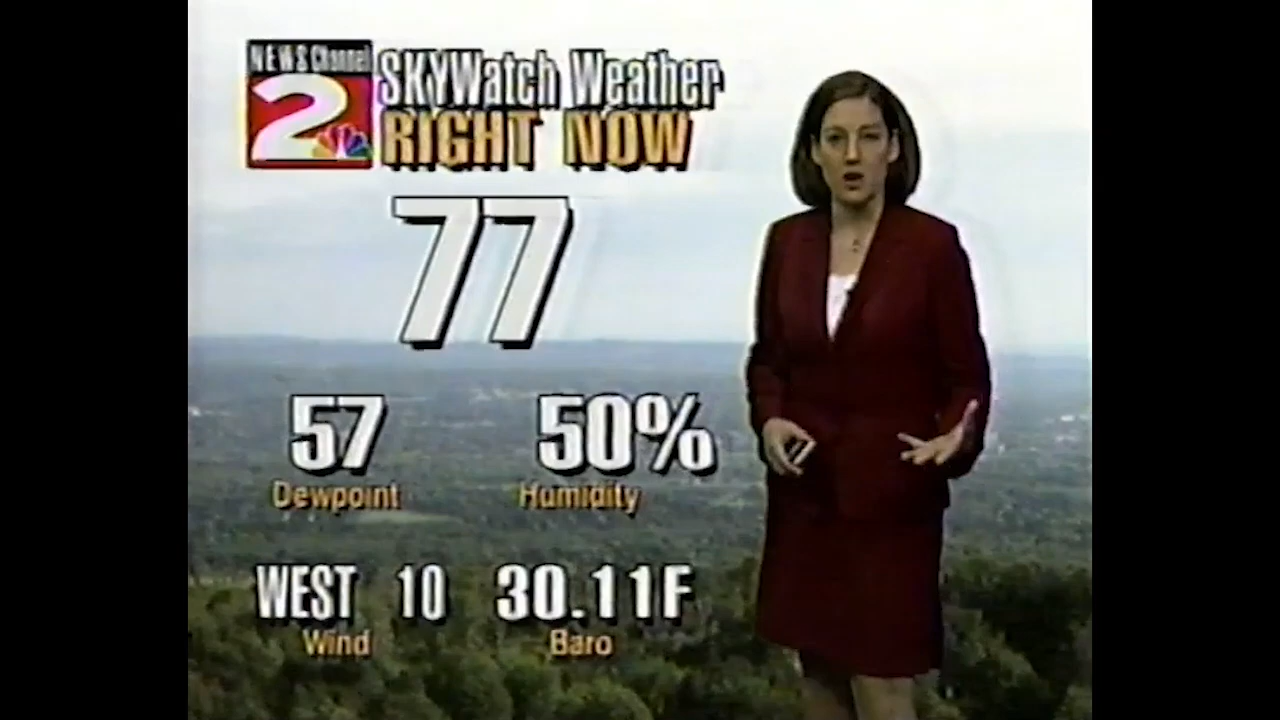 NEWS Channel
2
SKYWatch Weather
RIGHT NOW
77
57 50%
Dewpoint Humidity
WEST 10 30.11F
Wind Baro